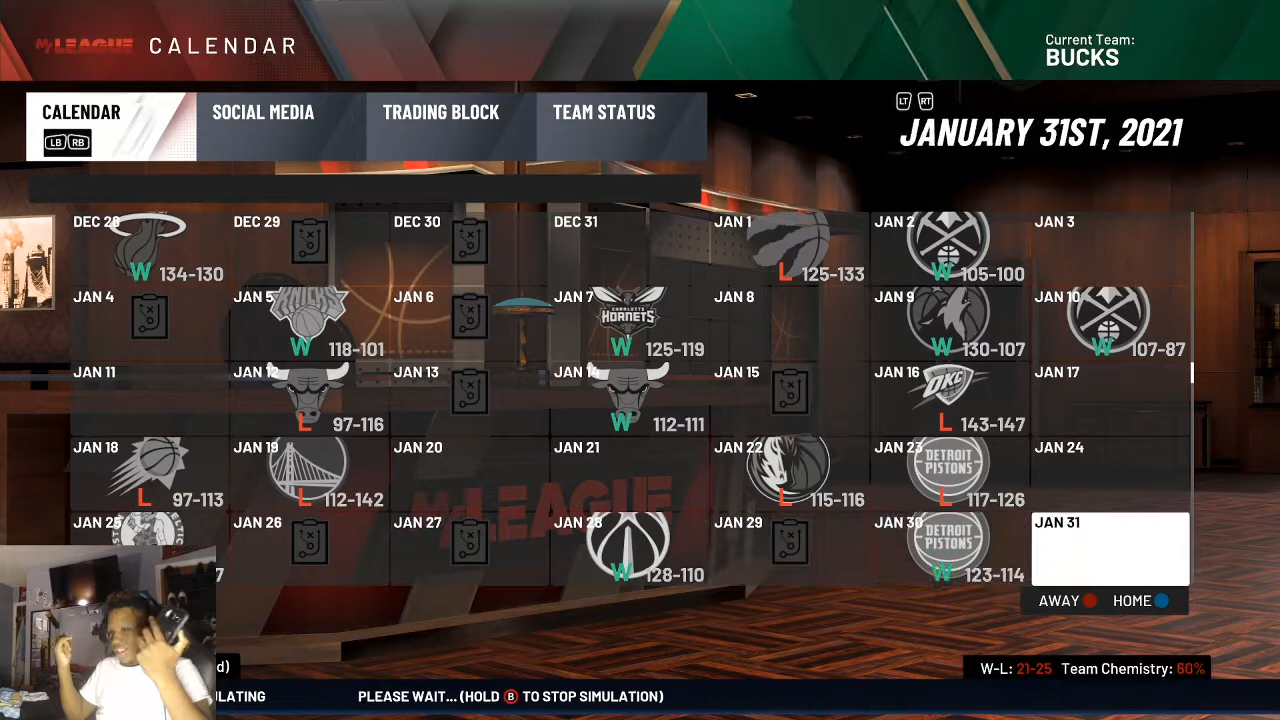 MyLEAGUE CALENDAR
Current Team:
BUCKS
CALENDAR SOCIAL MEDIA TRADING BLOCK TEAM STATUS
LB RB
LT RT
JANUARY 31ST, 2021
DEC 28 DEC 29 DEC 30 DEC 31 JAN 1 JAN 2 JAN 3
W 134-130 L 125-133 W 105-100
JAN 4 JAN 5 JAN 6 JAN 7 JAN 8 JAN 9 JAN 10
KNICKS CHARLOTTE HORNETS
W 118-101 W 125-119 W 130-107 W 107-87
JAN 11 JAN 12 JAN 13 JAN 14 JAN 15 JAN 16 JAN 17
OKC
L 97-116 W 112-111 L 143-147
JAN 18 JAN 19 JAN 20 JAN 21 JAN 22 JAN 23 JAN 24
DETROIT PISTONS
L 97-113 L 112-142 L 115-116 L 117-126
MyLEAGUE
JAN 25 JAN 26 JAN 27 JAN 28 JAN 29 JAN 30 JAN 31
DETROIT PISTONS
7 W 128-110 W 123-114
AWAY HOME
d)
W-L: 21-25 Team Chemistry: 60%
ULATING PLEASE WAIT... (HOLD B TO STOP SIMULATION)